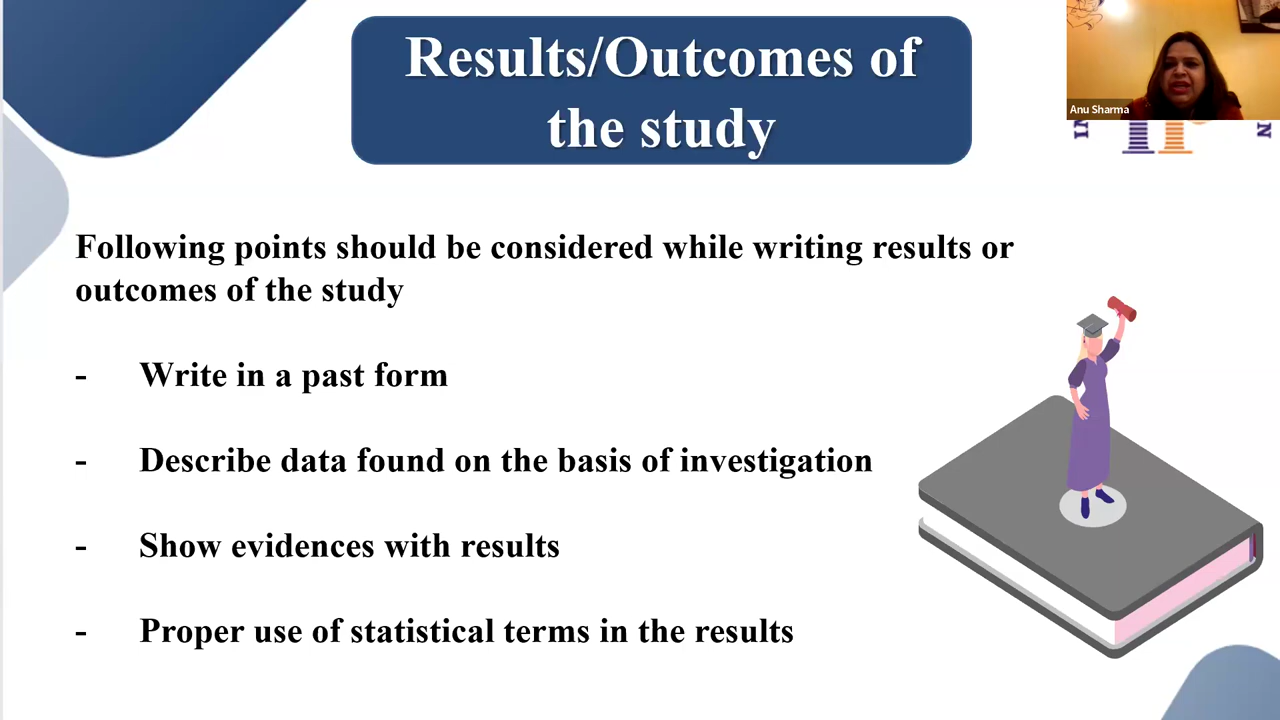 Results/Outcomes of
the study
Anu Sharma
Following points should be considered while writing results or
outcomes of the study
- Write in a past form
- Describe data found on the basis of investigation
- Show evidences with results
- Proper use of statistical terms in the results